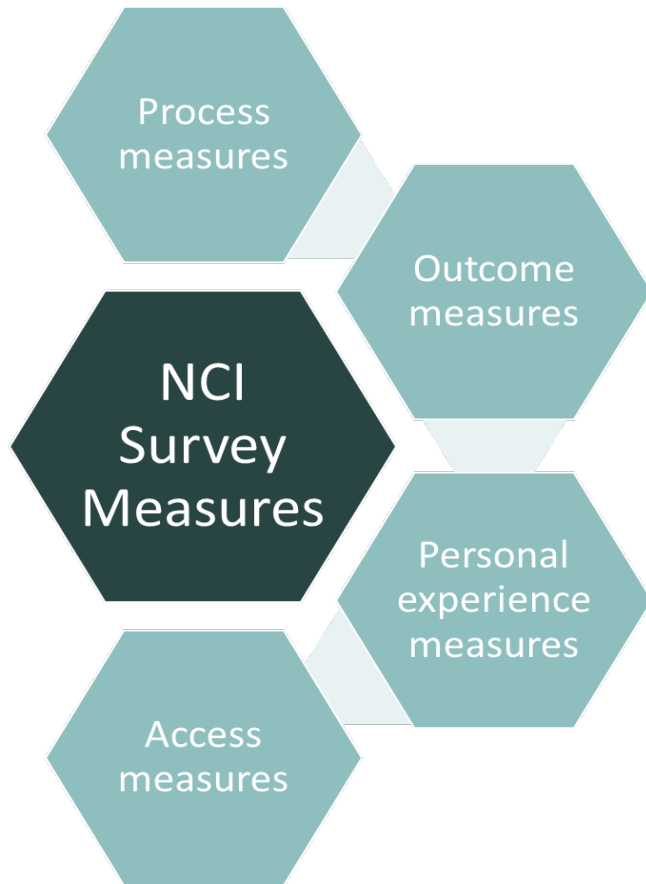 Process
measures
Outcome
measures
NCI
Survey
Measures
Personal
experience
measures
Access
measures